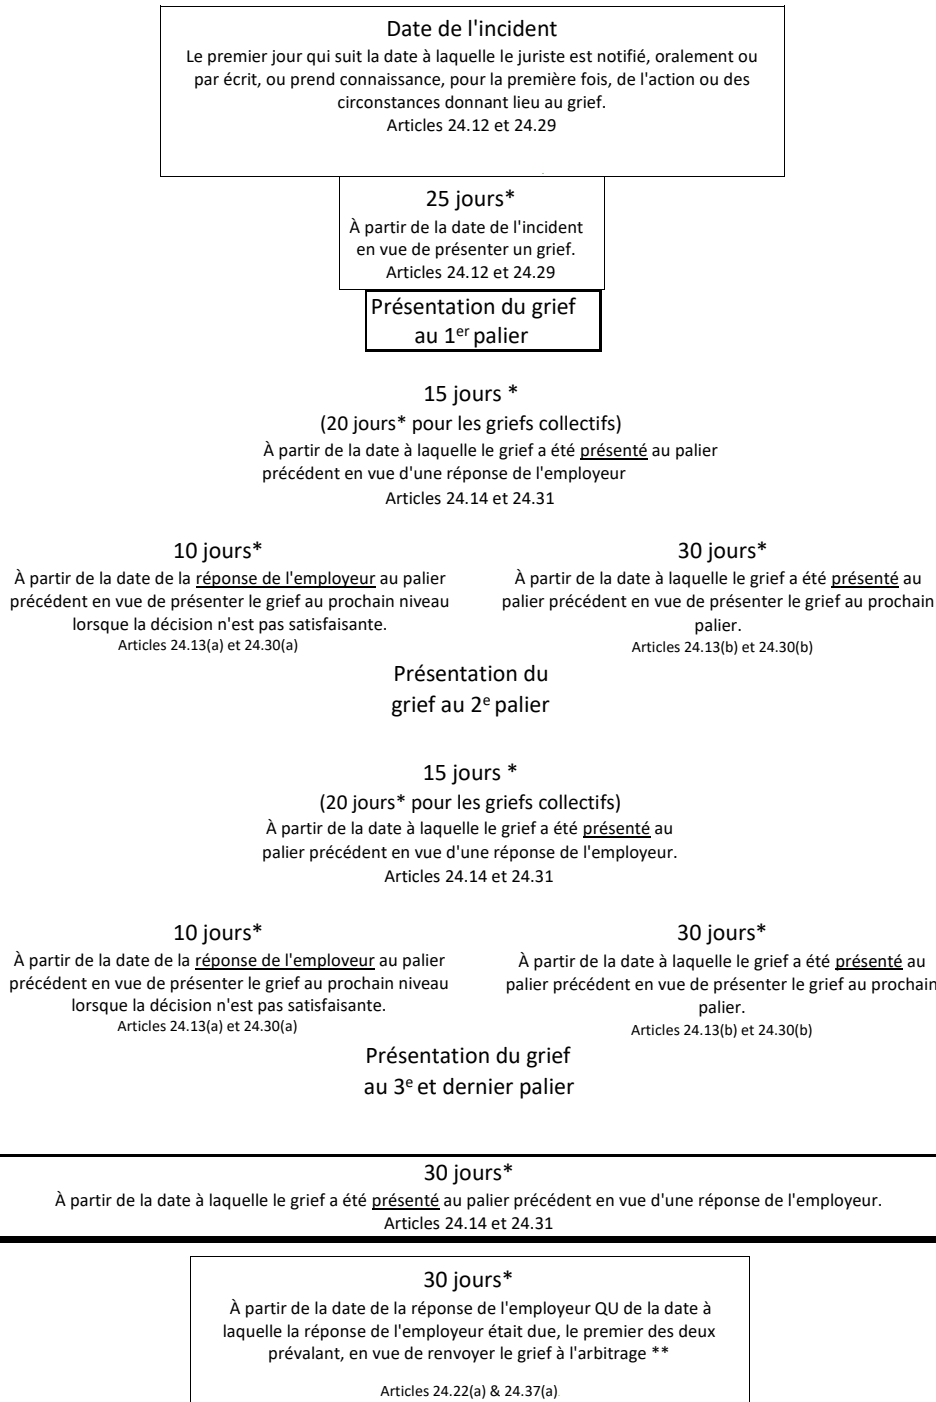 Date de l'incident
Le premier jour qui suit la date à laquelle le juriste est notifié, oralement ou
par écrit, ou prend connaissance, pour la première fois, de l'action ou des
circonstances donnant lieu au grief.
Articles 24.12 et 24.29
25 jours*
À partir de la date de l'incident
en vue de présenter un grief.
Articles 24.12 et 24.29
Présentation du grief
au 1er palier
15 jours *
(20 jours* pour les griefs collectifs)
À partir de la date à laquelle le grief a été présenté au palier
précédent en vue d'une réponse de l'employeur
Articles 24.14 et 24.31
10 jours*
À partir de la date de la réponse de l'employeur au palier
précédent en vue de présenter le grief au prochain niveau
lorsque la décision n'est pas satisfaisante.
Articles 24.13(a) et 24.30(a)
30 jours*
À partir de la date à laquelle le grief a été présenté au
palier précédent en vue de présenter le grief au prochain
palier.
Articles 24.13(b) et 24.30(b)
Présentation du
grief au 2e palier
15 jours *
(20 jours* pour les griefs collectifs)
À partir de la date à laquelle le grief a été présenté au
palier précédent en vue d'une réponse de l'employeur.
Articles 24.14 et 24.31
10 jours*
À partir de la date de la réponse de l'emploveur au palier
précédent en vue de présenter le grief au prochain niveau
lorsque la décision n'est pas satisfaisante.
Articles 24.13(a) et 24.30(a)
30 jours*
À partir de la date à laquelle le grief a été présenté au
palier précédent en vue de présenter le grief au prochain
palier.
Articles 24.13(b) et 24.30(b)
Présentation du grief
au 3e et dernier palier
30 jours*
À partir de la date à laquelle le grief a été présenté au palier précédent en vue d'une réponse de l'employeur.
Articles 24.14 et 24.31
30 jours*
À partir de la date de la réponse de l'employeur QU de la date à
laquelle la réponse de l'employeur était due, le premier des deux
prévalant, en vue de renvoyer le grief à l'arbitrage **
Articles 24.22(a) & 24.37(a)